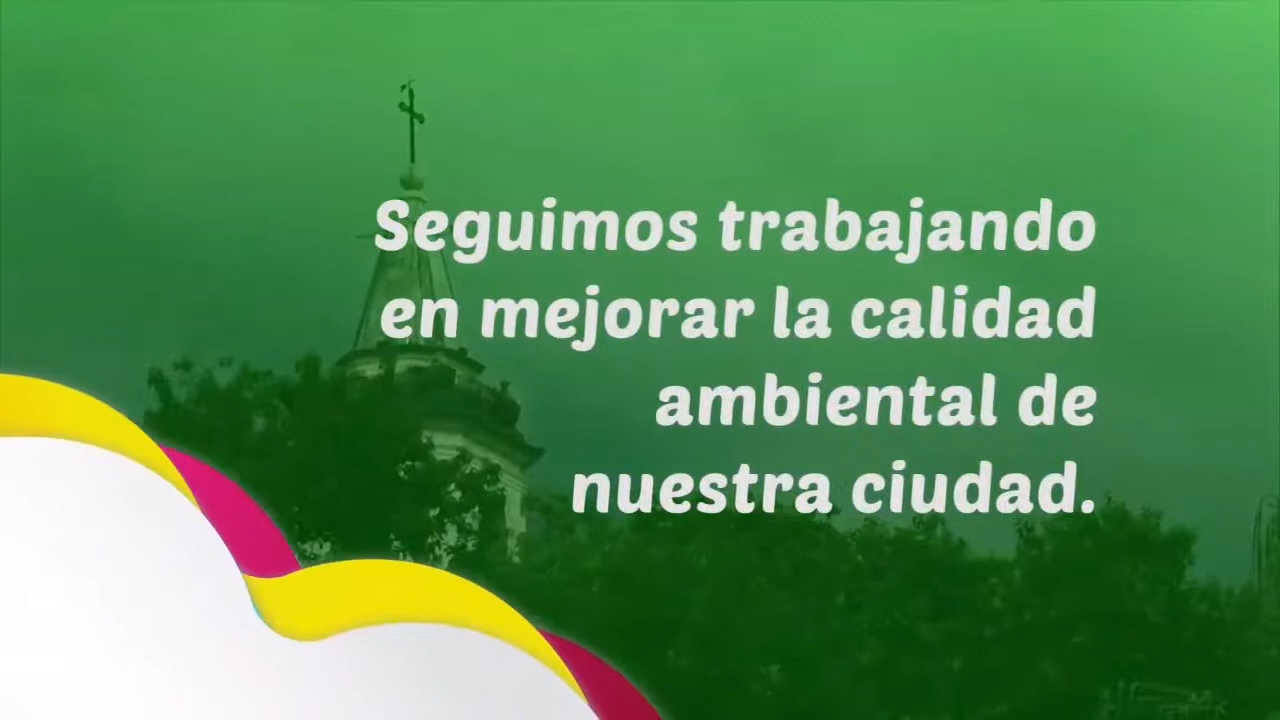 Seguimos trabajando
en mejorar la calidad
ambiental de
nuestra ciudad.